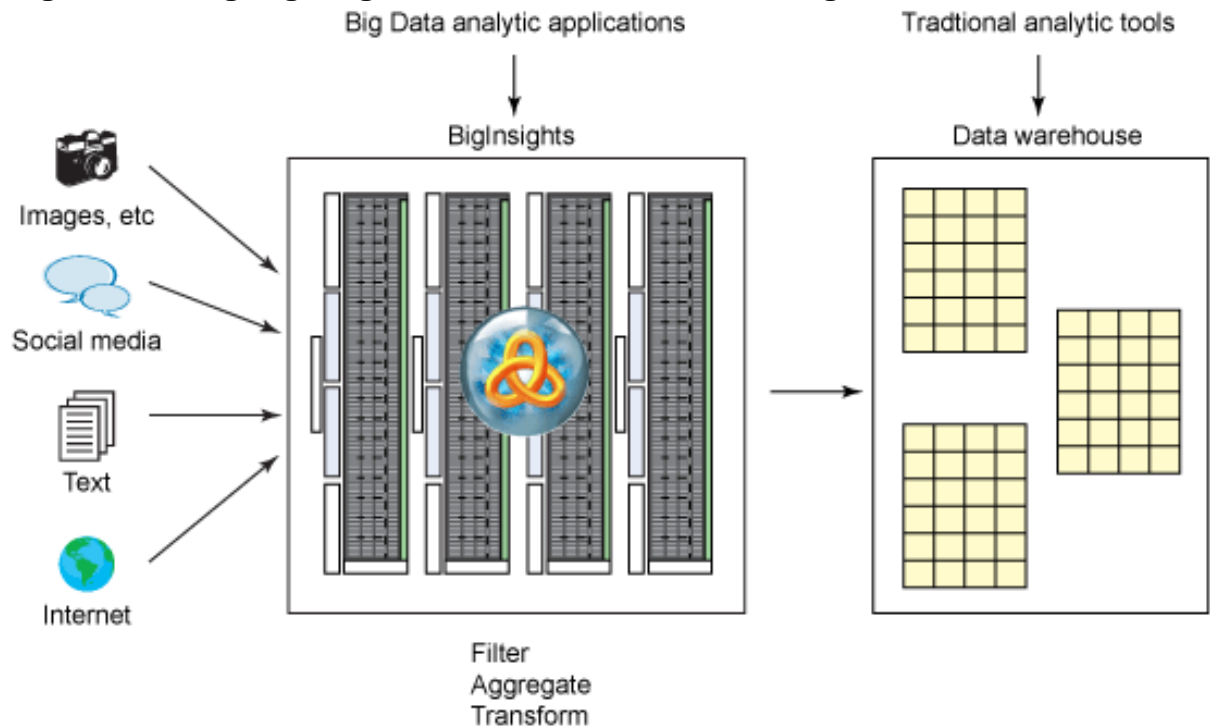 Big Data analytic applications
Tradtional analytic tools
BigInsights
Data warehouse
Images, etc
Social media
Text
Internet
Filter
Aggregate
Transform